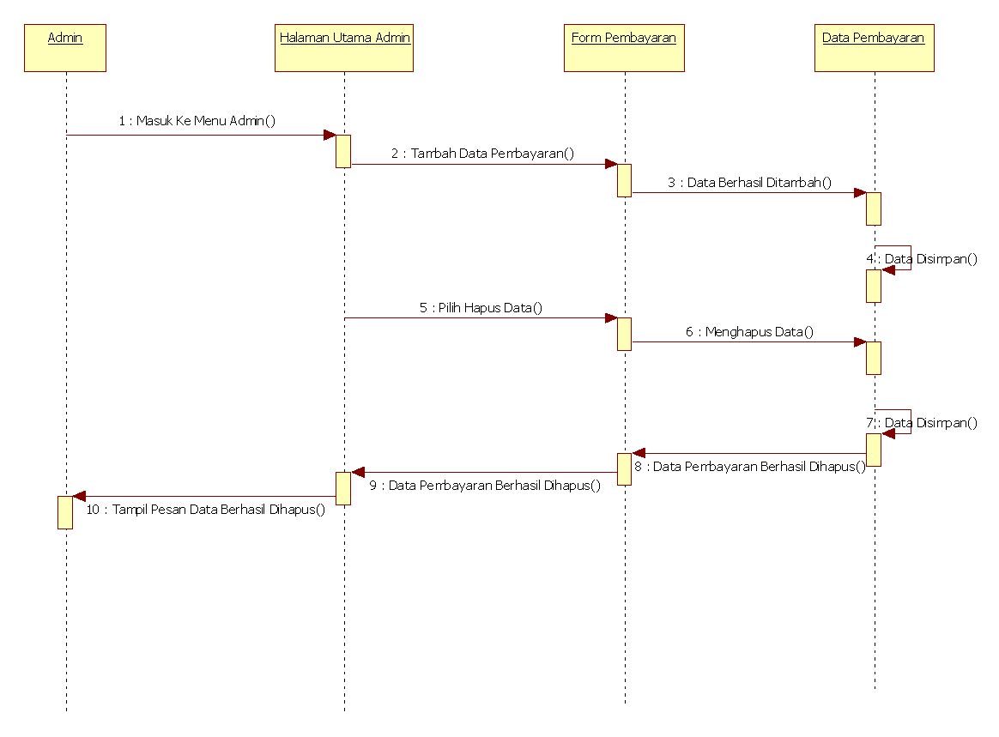 Admin
Halaman Utama Admin
Form Pembayaran
Data Pembayaran
1 : Masuk Ke Menu Admin()
2 : Tambah Data Pembayaran()
3 : Data Berhasil Ditambah()
4 : Data Disimpan()
5 : Pilih Hapus Data()
6 : Menghapus Data()
7 : Data Disimpan()
8 : Data Pembayaran Berhasil Dihapus()
9 : Data Pembayaran Berhasil Dihapus()
10 : Tampil Pesan Data Berhasil Dihapus()